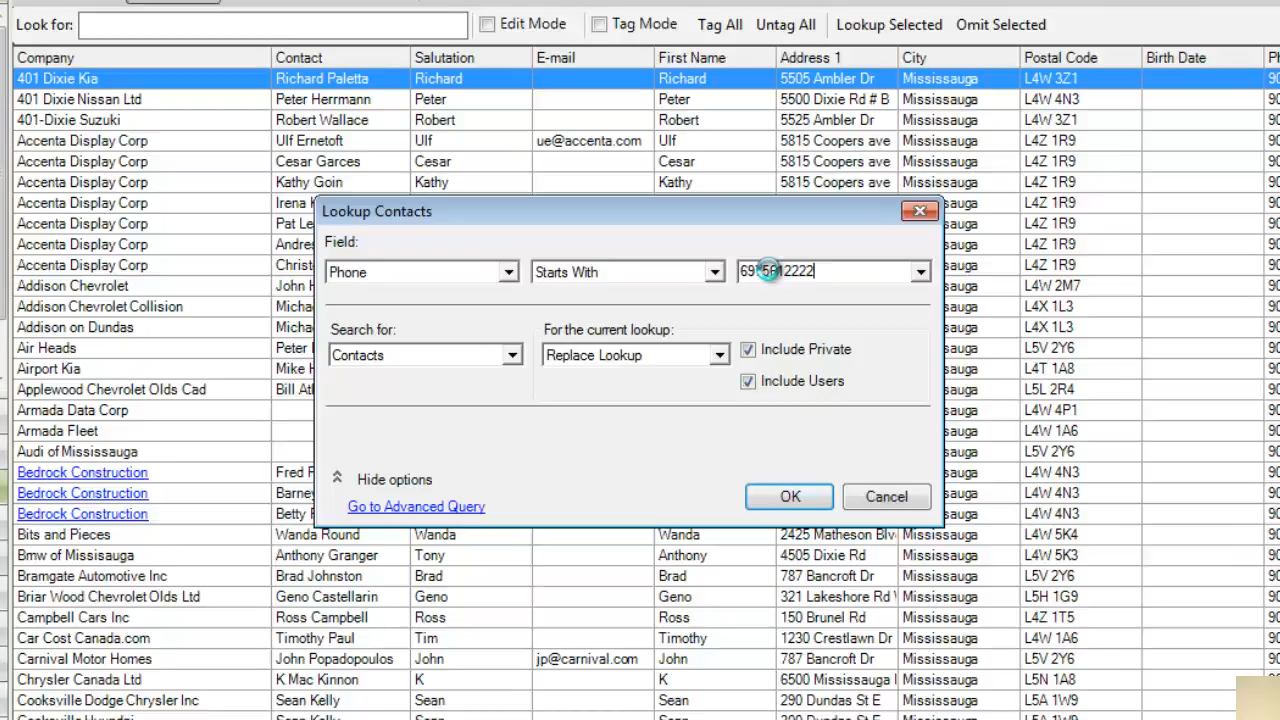 Look for: Edit Mode Tag Mode Tag All Untag All Lookup Selected Omit Selected
Company Contact Salutation E-mail First Name Address 1 City Postal Code Birth Date
401 Dixie Kia Richard Paletta Richard Richard 5505 Ambler Dr Mississauga L4W 3Z1
401 Dixie Nissan Ltd Peter Herrmann Peter Peter 5500 Dixie Rd # B Mississauga L4W 4N3
401-Dixie Suzuki Robert Wallace Robert Robert 5525 Ambler Dr Mississauga L4W 3Z1
Accenta Display Corp Ulf Ernetoft Ulf ue@accenta.com Ulf 5815 Coopers ave Mississauga L4Z 1R9
Accenta Display Corp Cesar Garces Cesar Cesar 5815 Coopers ave Mississauga L4Z 1R9
Accenta Display Corp Kathy Goin Kathy Kathy 5815 Coopers ave Mississauga L4Z 1R9
Accenta Display Corp Irena L4Z 1R9
Accenta Display Corp Pat L4Z 1R9
Accenta Display Corp L4Z 1R9
Accenta Display Corp L4Z 1R9
Addison Chevrolet John L4W 2M7
Addison Chevrolet Collision L4X 1L3
Addison on Dundas L4X 1L3
Air Heads Peter L5V 2Y6
Airport Kia Mike L4T 1A8
Applewood Chevrolet Olds Cad Bill L5L 2R4
Armada Data Corp L4W 4P1
Armada Fleet L4W 1A6
Audi of Mississauga L5V 2Y6
Bedrock Construction Fred L4W 4N3
Bedrock Construction L4W 4N3
Bedrock Construction Betty L4W 4N3
Lookup Contacts
Field:
Phone Starts With
Search for: For the current lookup:
Contacts Replace Lookup Include Private
Include Users
Hide options
Go to Advanced Query OK Cancel
Bits and Pieces Wanda Round Wanda Wanda 2425 Matheson Mississauga L4W 5K4
Bmw of Missisauga Anthony Granger Tony Anthony 4505 Dixie Rd Mississauga L4W 5K3
Bramgate Automotive Inc Brad Johnston Brad Brad 787 Bancroft Dr Mississauga L5V 2Y6
Briar Wood Chevrolet Olds Ltd Geno Castellarin Geno Geno 321 Lakeshore Rd Mississauga L5H 1G9
Campbell Cars Inc Ross Campbell Ross Ross 150 Brunel Rd Mississauga L4Z 1T5
Car Cost Canada.com Timothy Paul Tim Timothy 1230 Crestlawn Dr Mississauga L4W 1A6
Carnival Motor Homes John Popadopoulos John jp@carnival.com John 787 Bancroft Dr Mississauga L5V 2Y6
Chrysler Canada Ltd K Mac Kinnon K K 6500 Mississauga Mississauga L5N 1A8
Cooksville Dodge Chrysler Inc Sean Kelly Sean Sean 290 Dundas St E Mississauga L5A 1W9